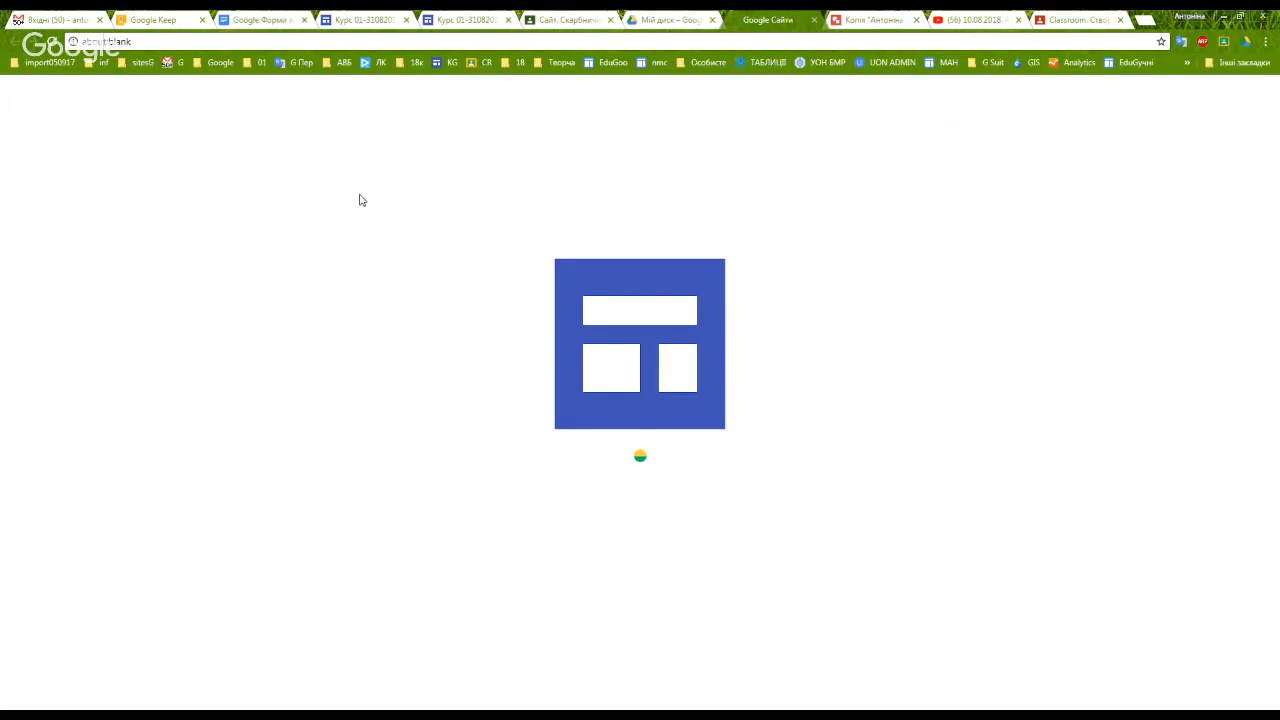 Вхідні (50) - anto
Google Keep
Google Форми в
Курс 01-310820
Курс 01-310820
Сайт. Скарбнич
Мій диск – Goog
Google Сайти
Копія "Антоніна
(56) 10.08.2018.
Classroom. Створ
Антоніна
about:blank
Google
import050917
inf
sitesG
G
Google
01
G Пер
АВБ
ЛК
18к
KG
CR
18
Творча
EduGoo
nmc
Особисте
ТАБЛИЦІ
УОН БМР
UON ADMIN
МАН
G Suit
GIS
Analytics
EduGучні
»
Інші закладки